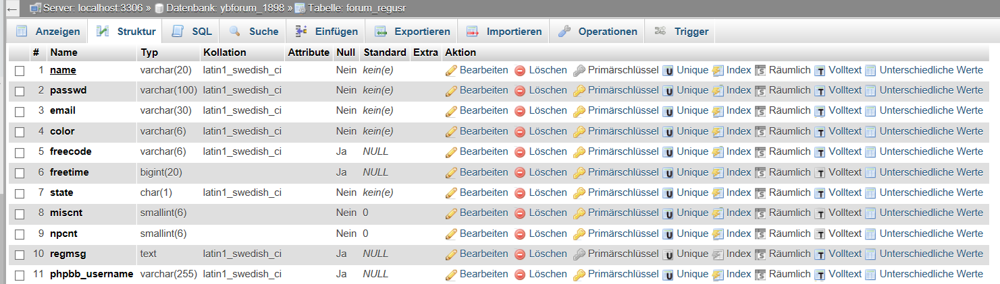 Server: localhost:3306 » Datenbank: ybforum_1898 » Tabelle: forum_regusr
Anzeigen Struktur SQL Suche Einfügen Exportieren Importieren Operationen Trigger
# Name Typ Kollation Attribute Null Standard Extra Aktion
1 name varchar(20) latin1_swedish_ci Nein kein(e) Bearbeiten Löschen Primärschlüssel Unique Index Räumlich Volltext Unterschiedliche Werte
2 passwd varchar(100) latin1_swedish_ci Nein kein(e) Bearbeiten Löschen Primärschlüssel Unique Index Räumlich Volltext Unterschiedliche Werte
3 email varchar(30) latin1_swedish_ci Nein kein(e) Bearbeiten Löschen Primärschlüssel Unique Index Räumlich Volltext Unterschiedliche Werte
4 color varchar(6) latin1_swedish_ci Nein kein(e) Bearbeiten Löschen Primärschlüssel Unique Index Räumlich Volltext Unterschiedliche Werte
5 freecode varchar(6) latin1_swedish_ci Ja NULL Bearbeiten Löschen Primärschlüssel Unique Index Räumlich Volltext Unterschiedliche Werte
6 freetime bigint(20) Ja NULL Bearbeiten Löschen Primärschlüssel Unique Index Räumlich Volltext Unterschiedliche Werte
7 state char(1) latin1_swedish_ci Nein kein(e) Bearbeiten Löschen Primärschlüssel Unique Index Räumlich Volltext Unterschiedliche Werte
8 miscnt smallint(6) Nein 0 Bearbeiten Löschen Primärschlüssel Unique Index Räumlich Volltext Unterschiedliche Werte
9 npcnt smallint(6) Nein 0 Bearbeiten Löschen Primärschlüssel Unique Index Räumlich Volltext Unterschiedliche Werte
10 regmsg text latin1_swedish_ci Ja NULL Bearbeiten Löschen Primärschlüssel Unique Index Räumlich Volltext Unterschiedliche Werte
11 phpbb_username varchar(255) latin1_swedish_ci Ja NULL Bearbeiten Löschen Primärschlüssel Unique Index Räumlich Volltext Unterschiedliche Werte